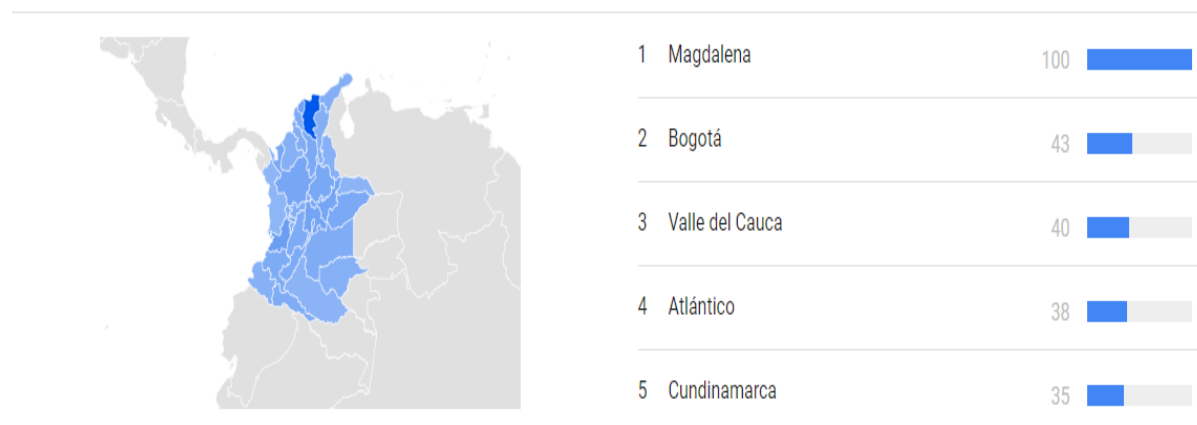 1 Magdalena 100
2 Bogotá 43
3 Valle del Cauca 40
4 Atlántico 38
5 Cundinamarca 35